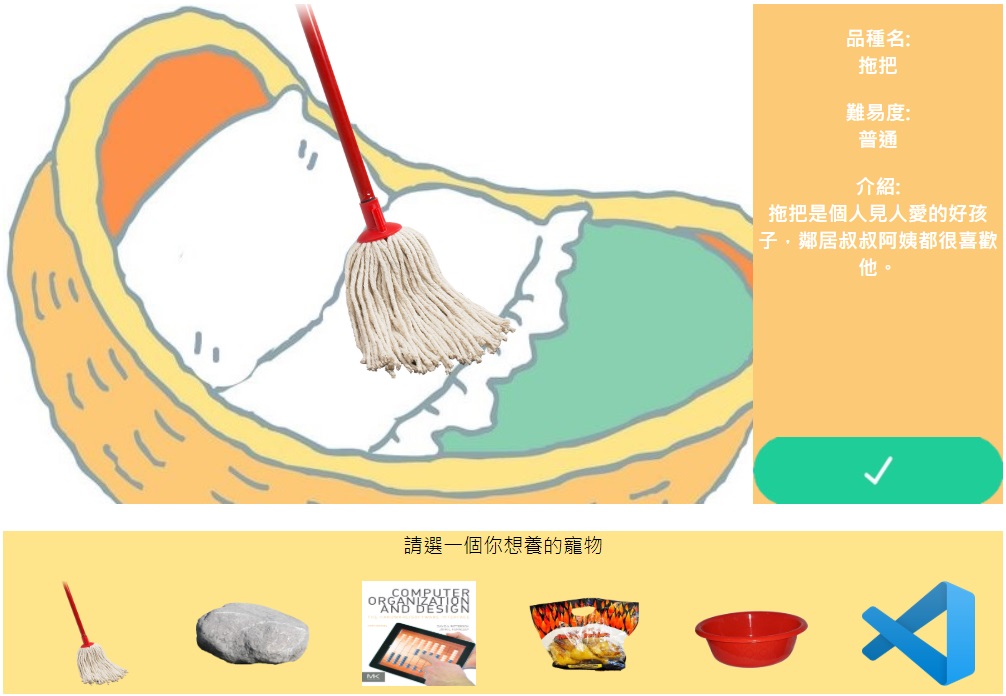 品種名:
拖把
難易度:
普通
介紹:
拖把是個人見人愛的好孩
子，鄰居叔叔阿姨都很喜歡
他。
請選一個你想養的寵物
COMPUTER
ORGANIZATION
AND DESIGN
MK